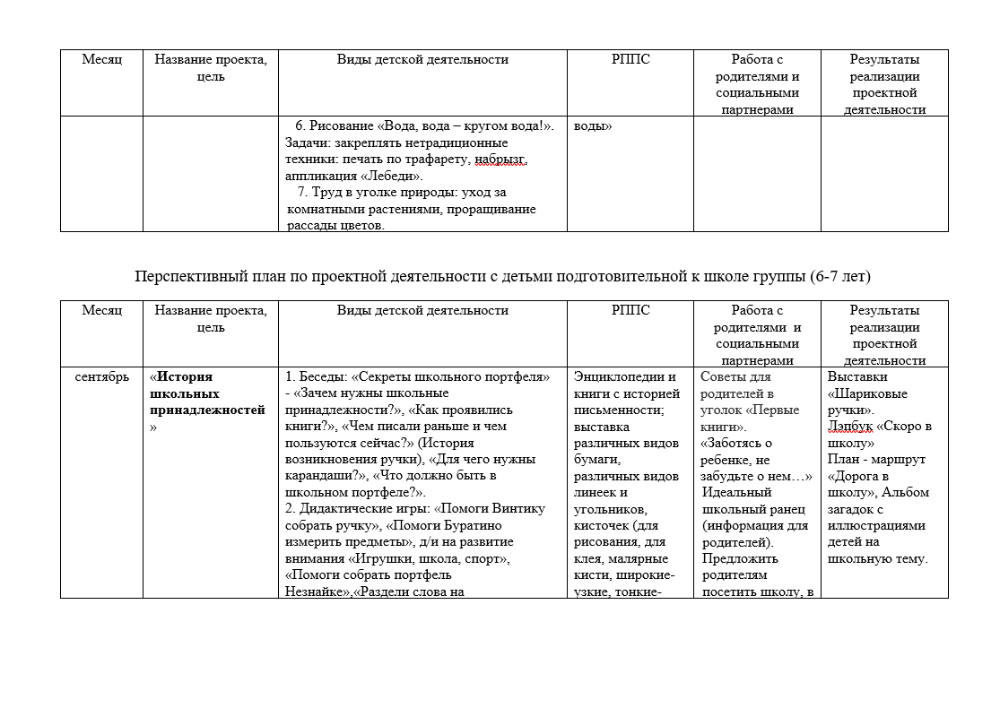 Месяц
Название проекта,
цель
Виды детской деятельности
РППС
Работа с
родителями и
социальными
партнерами
Результаты
реализации
проектной
деятельности
6. Рисование «Вода, вода – кругом вода!».
Задачи: закреплять нетрадиционные
техники: печать по трафарету, набрызг,
аппликация «Лебеди».
7. Труд в уголке природы: уход за
комнатными растениями, проращивание
рассады цветов.
воды»
Перспективный план по проектной деятельности с детьми подготовительной к школе группы (6-7 лет)
Месяц
Название проекта,
цель
Виды детской деятельности
РППС
Работа с
родителями и
социальными
партнерами
Результаты
реализации
проектной
деятельности
сентябрь
«История
школьных
принадлежностей
»
1. Беседы: «Секреты школьного портфеля»
- «Зачем нужны школьные
принадлежности?», «Как проявились
книги?», «Чем писали раньше и чем
пользуются сейчас?» (История
возникновения ручки), «Для чего нужны
карандаши?», «Что должно быть в
школьном портфеле?».
2. Дидактические игры: «Помоги Винтику
собрать ручку», «Помоги Буратино
измерить предметы», д/и на развитие
внимания «Игрушки, школа, спорт»,
«Помоги собрать портфель
Незнайке»,«Раздели слова на
Энциклопедии и
книги с историей
письменности;
выставка
различных видов
бумаги,
различных видов
линеек и
угольников,
кисточек (для
рисования, для
клея, малярные
кисти, широкие-
узкие, тонкие-
Советы для
родителей в
уголок «Первые
книги».
«Заботясь о
ребенке, не
забудьте о нем…»
Идеальный
школьный ранец
(информация для
родителей).
Предложить
родителям
посетить школу, в
Выставки
«Шариковые
ручки».
Лэпбук «Скоро в
школу»
План - маршрут
«Дорога в
школу», Альбом
загадок с
иллюстрациями
детей на
школьную тему.